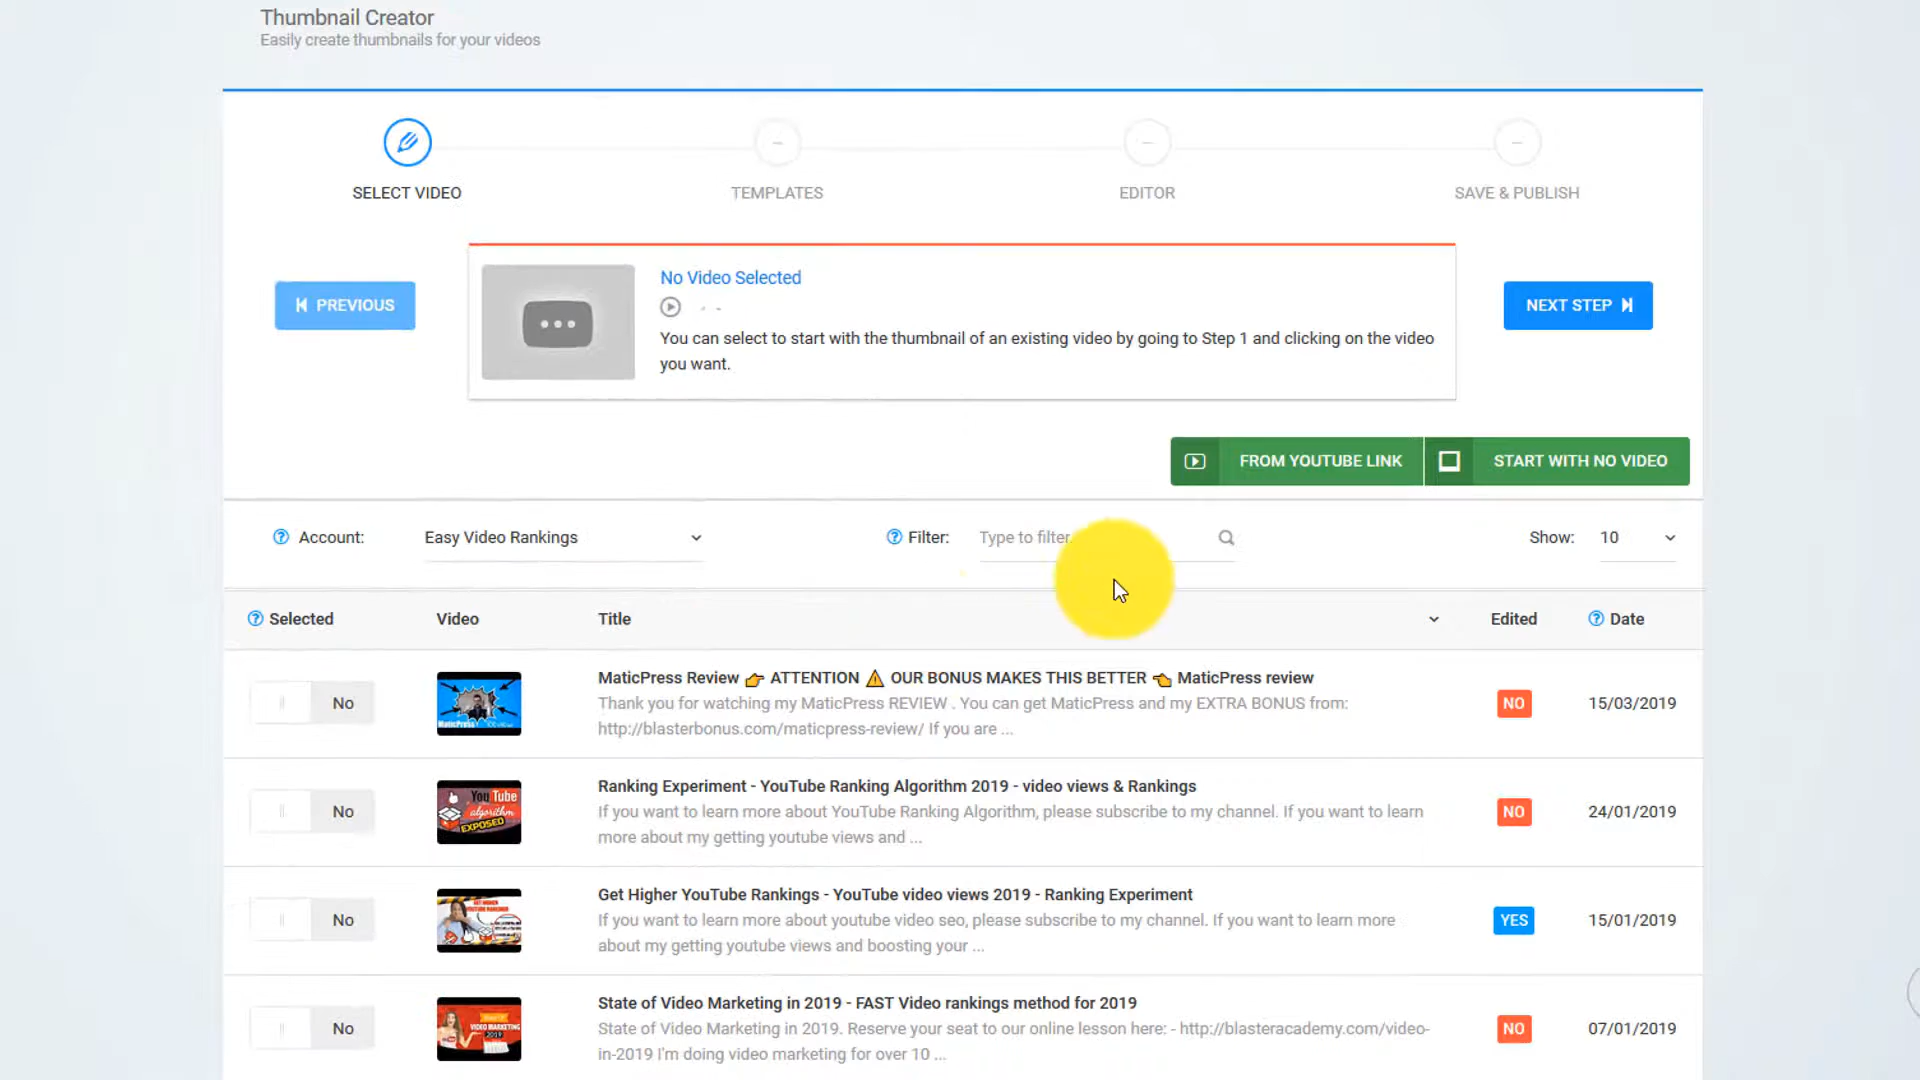 Thumbnail Creator
Easily create thumbnails for your videos
SELECT VIDEO
TEMPLATES
EDITOR
SAVE & PUBLISH
PREVIOUS
No Video Selected
- -
You can select to start with the thumbnail of an existing video by going to Step 1 and clicking on the video
you want.
NEXT STEP
FROM YOUTUBE LINK
START WITH NO VIDEO
Account:
Easy Video Rankings
Filter:
Type to filter.
Show:
10
Selected
Video
Title
Edited
Date
No
MaticPress
MaticPress Review 👉 ATTENTION ⚠ OUR BONUS MAKES THIS BETTER 👈 MaticPress review
Thank you for watching my MaticPress REVIEW . You can get MaticPress and my EXTRA BONUS from:
http://blasterbonus.com/maticpress-review/ If you are ...
NO
15/03/2019
No
YouTube
algorithm
EXPOSED
Ranking Experiment - YouTube Ranking Algorithm 2019 - video views & Rankings
If you want to learn more about YouTube Ranking Algorithm, please subscribe to my channel. If you want to learn
more about my getting youtube views and ...
NO
24/01/2019
No
GET HIGHER
Get Higher YouTube Rankings - YouTube video views 2019 - Ranking Experiment
If you want to learn more about youtube video seo, please subscribe to my channel. If you want to learn more
about my getting youtube views and boosting your ...
YES
15/01/2019
No
VIDEO MARKETING
2019
State of Video Marketing in 2019 - FAST Video rankings method for 2019
State of Video Marketing in 2019. Reserve your seat to our online lesson here: - http://blasteracademy.com/video-
in-2019 I'm doing video marketing for over 10 ...
NO
07/01/2019